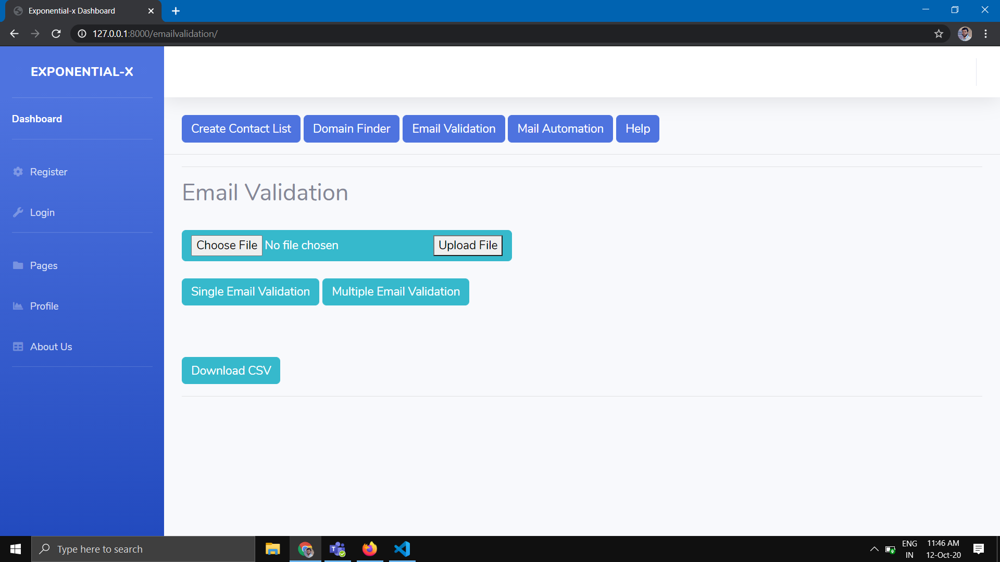 Exponential-x Dashboard
127.0.0.1:8000/emailvalidation/
EXPONENTIAL-X
Dashboard
Register
Login
Pages
Profile
About Us
Create Contact List Domain Finder Email Validation Mail Automation Help
Email Validation
Choose File No file chosen Upload File
Single Email Validation Multiple Email Validation
Download CSV
Type here to search
ENG
IN
11:46 AM
12-Oct-20